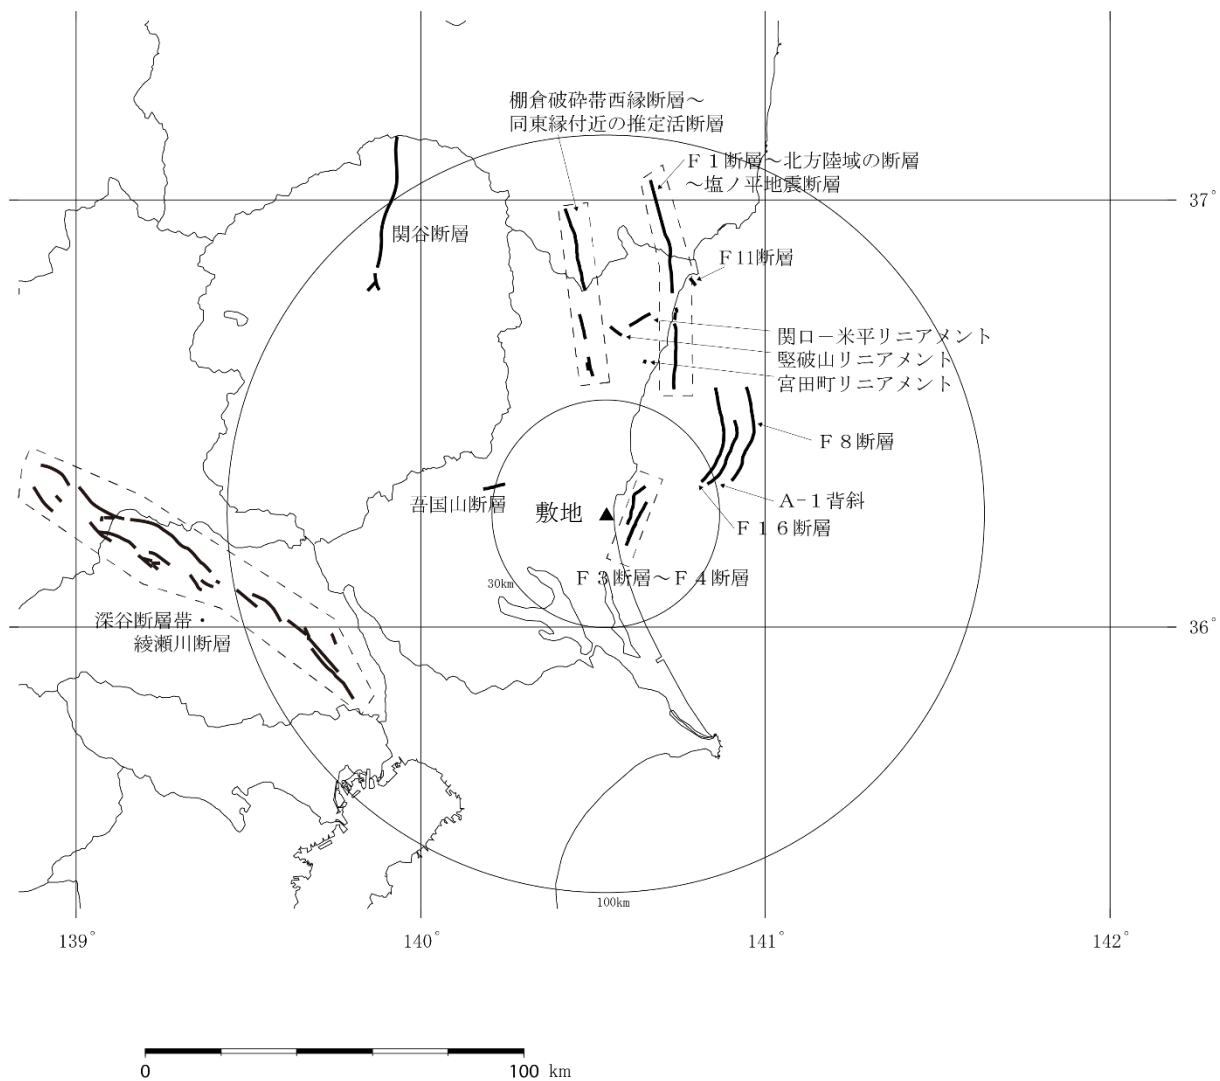 棚倉破砕帯西縁断層～
同東縁付近の推定活断層
Ｆ１断層～北方陸域の断層
～塩ノ平地震断層
37°
関谷断層
Ｆ11断層
関口－米平リニアメント
竪破山リニアメント
宮田町リニアメント
Ｆ８断層
吾国山断層
敷地
A-1背斜
Ｆ１６断層
Ｆ３断層～Ｆ４断層
30km
深谷断層帯・
綾瀬川断層
36°
100km
139°
140°
141°
142°
0
100 km